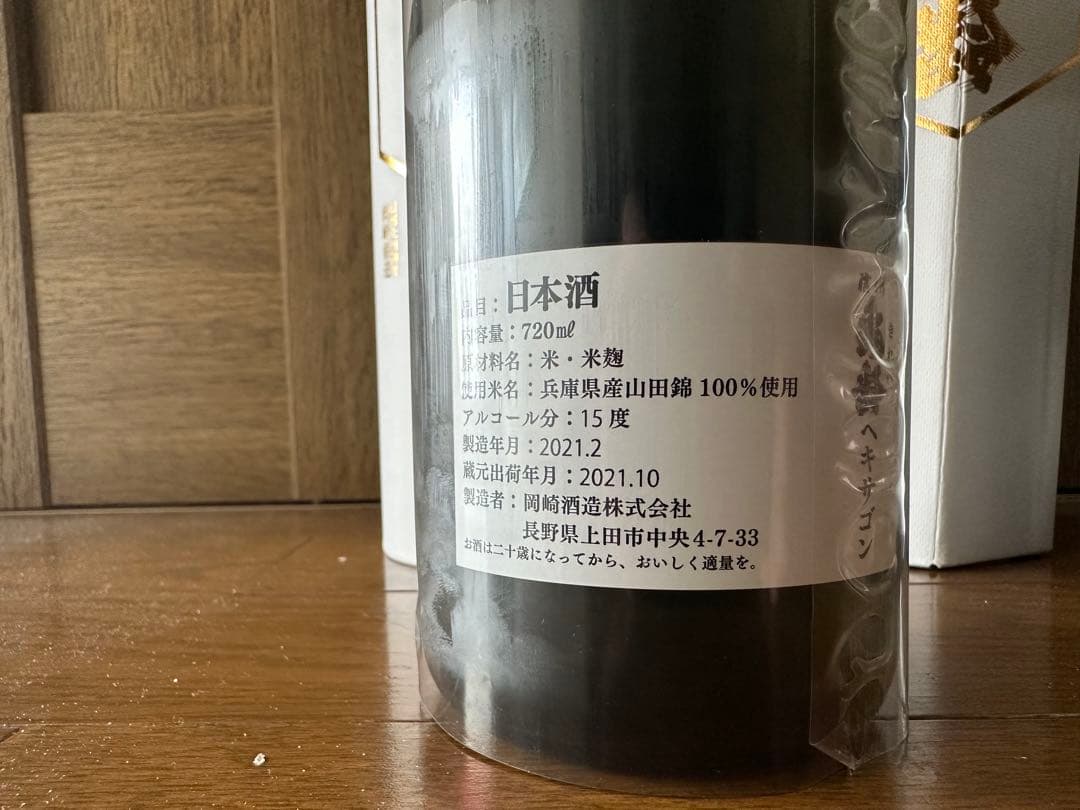 品目：日本酒
内容量：720ml
原材料名：米・米麹
使用米名：兵庫県産山田錦 100％使用
アルコール分：15 度
製造年月：2021.2
蔵元出荷年月：2021.10
製造者：岡崎酒造株式会社
長野県上田市中央4-7-33
お酒は二十歳になってから、おいしく適量を。
ヘキサゴン